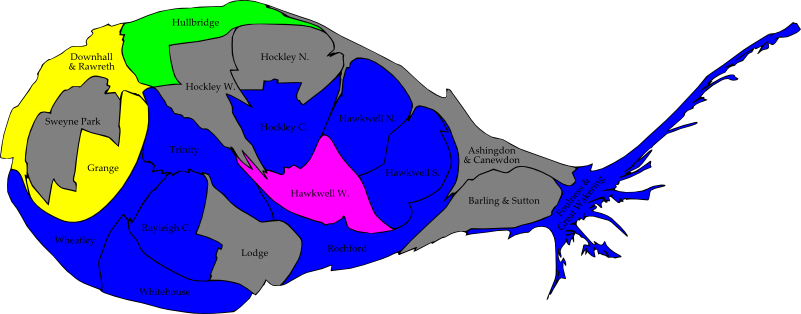 Hullbridge
Downhall
& Rawreth
Hockley N.
Hockley W.
Sweyne Park
Hockley C.
Hawkwell N.
Trinity
Grange
Ashingdon
& Canewdon
Hawkwell S.
Hawkwell W.
Barling & Sutton
Foulness &
Great Wakering
Wheatley
Rayleigh C.
Lodge
Rochford
Whitehouse